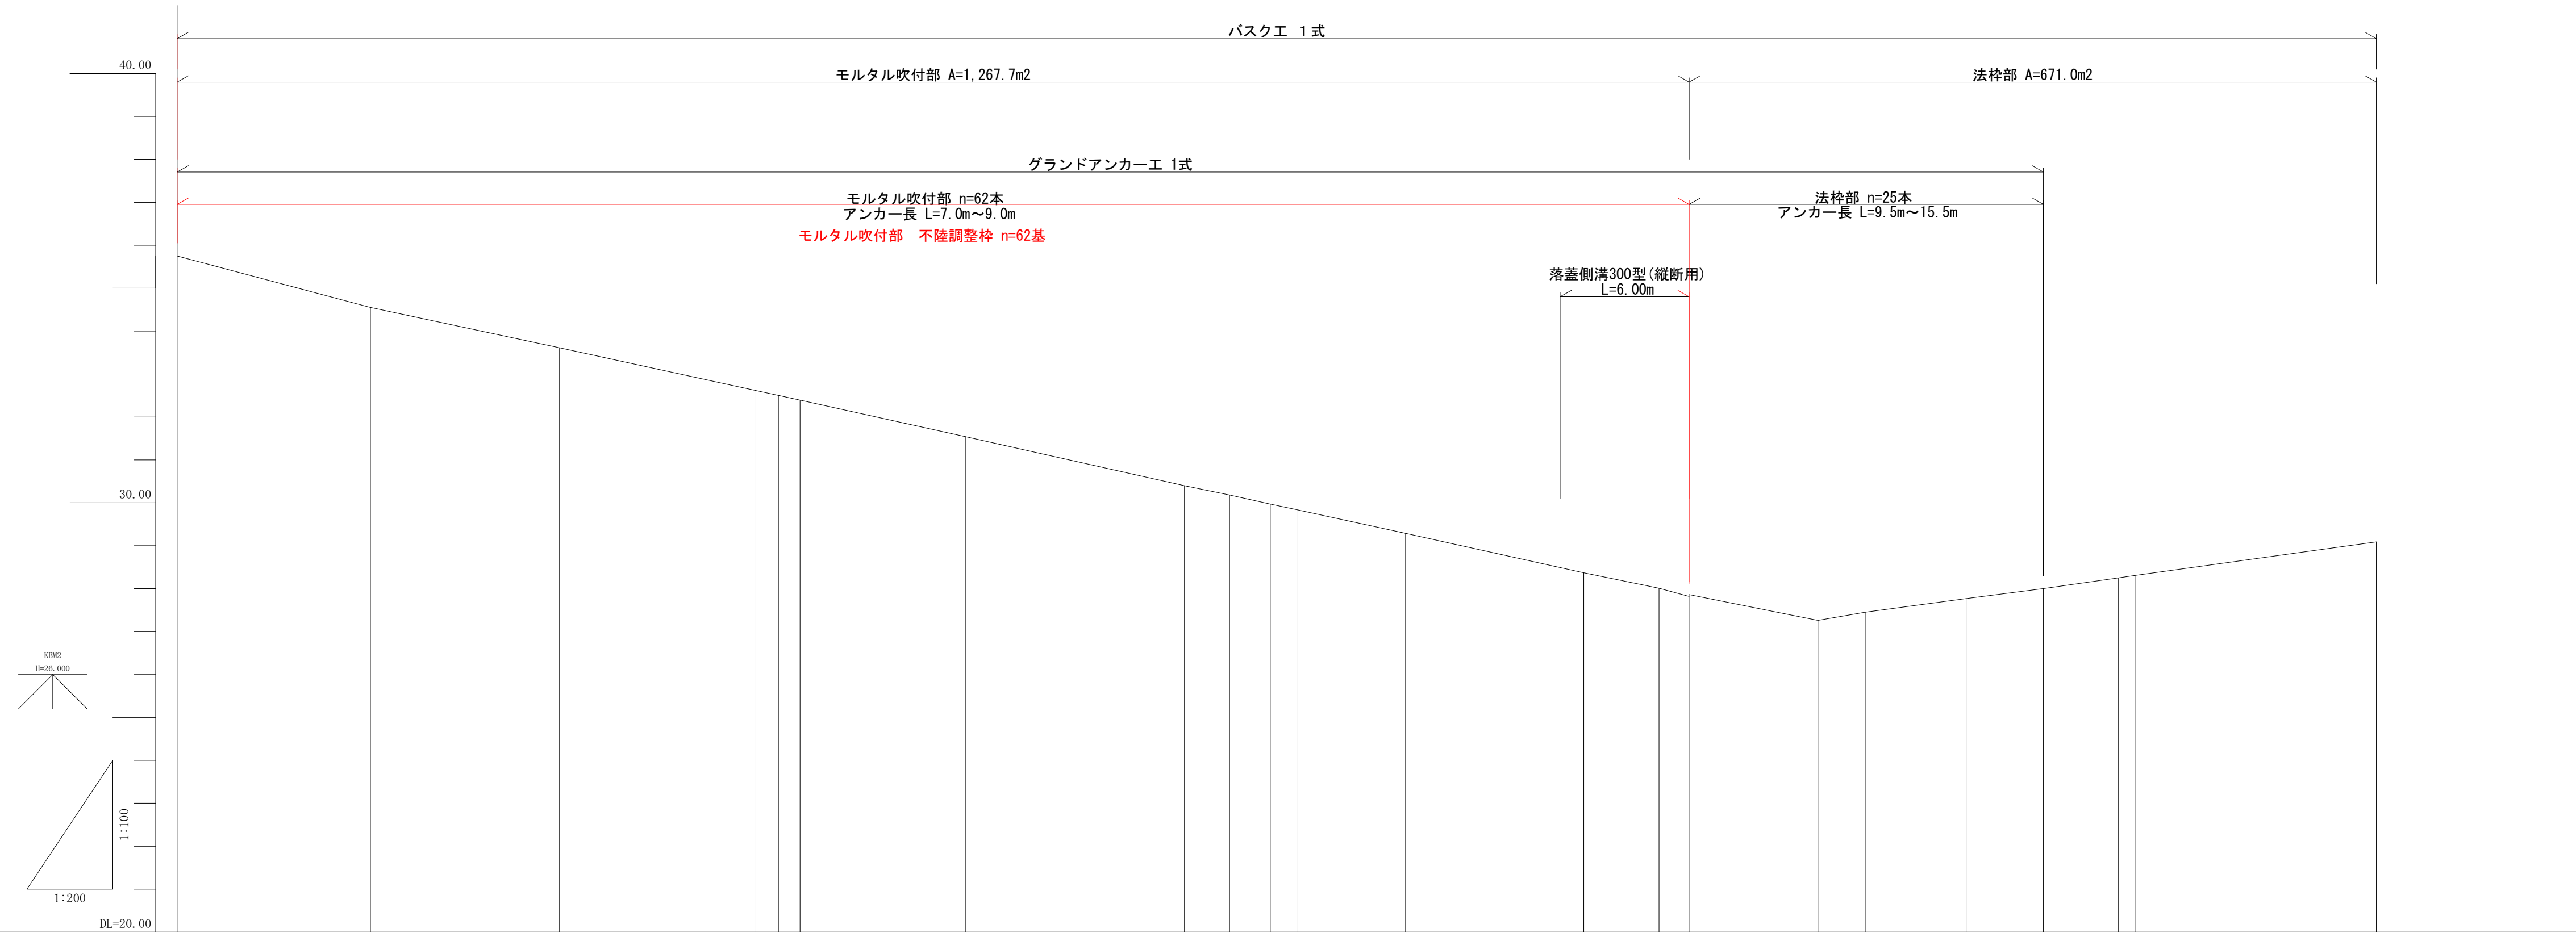 バスク工 1式
40.00
モルタル吹付部 A=1,267.7m2
法枠部 A=671.0m2
グランドアンカー工 1式
モルタル吹付部 n=62本
アンカー長 L=7.0m～9.0m
法枠部 n=25本
アンカー長 L=9.5m～15.5m
モルタル吹付部 不陸調整枠 n=62基
落蓋側溝300型(縦断用)
L=6.00m
30.00
KBM2
H=26.000
1:100
1:200
DL=20.00